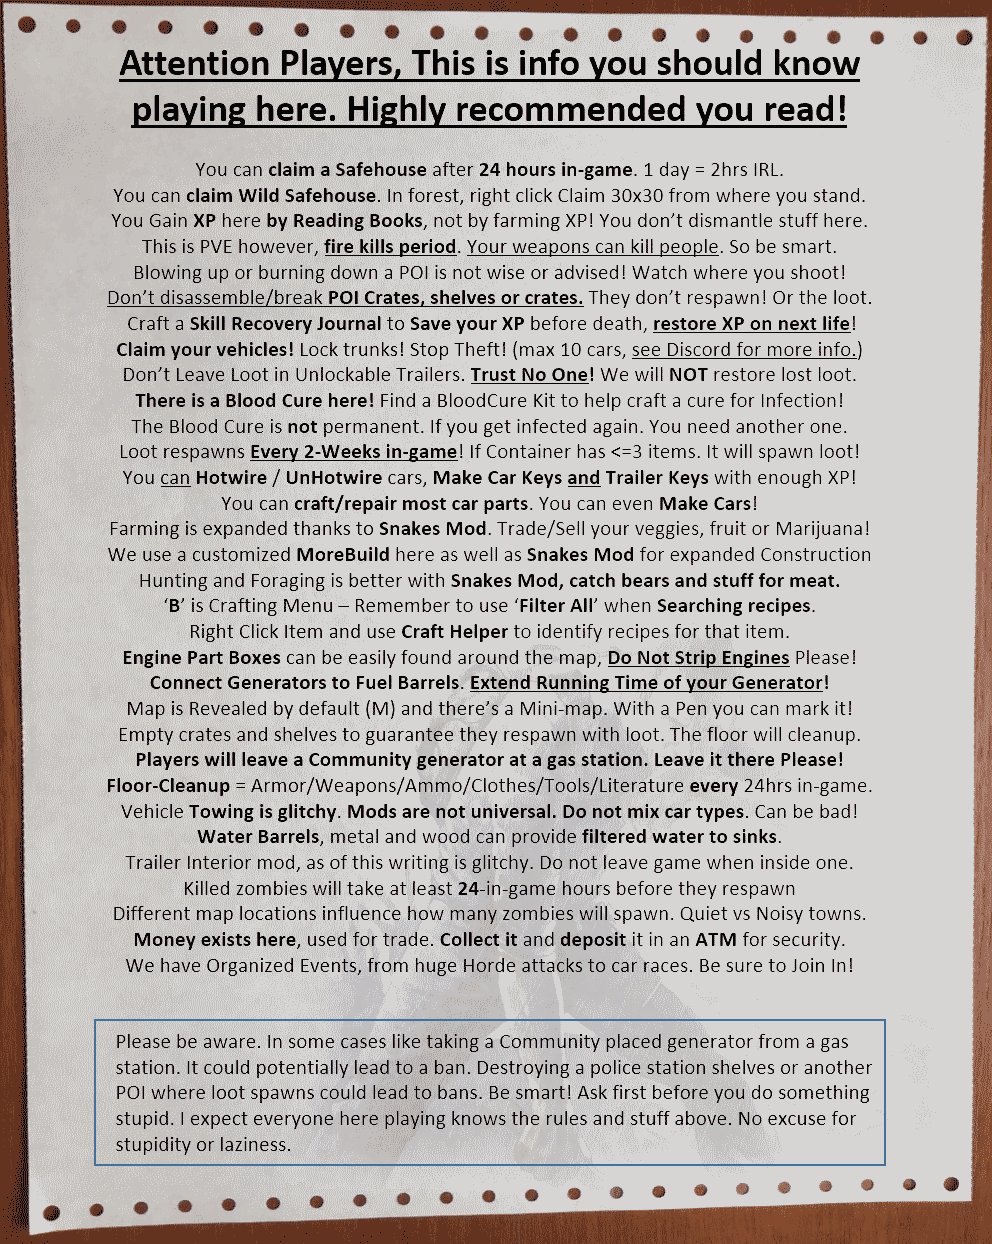 Attention Players, This is info you should know
playing here. Highly recommended you read!
You can claim a Safehouse after 24 hours in-game. 1 day = 2hrs IRL.
You can claim Wild Safehouse. In forest, right click Claim 30x30 from where you stand.
You Gain XP here by Reading Books, not by farming XP! You don't dismantle stuff here.
This is PVE however, fire kills period. Your weapons can kill people. So be smart.
Blowing up or burning down a POI is not wise or advised! Watch where you shoot!
Don't disassemble/break POI Crates, shelves or crates. They don't respawn! Or the loot.
Craft a Skill Recovery Journal to Save your XP before death, restore XP on next life!
Claim your vehicles! Lock trunks! Stop Theft! (max 10 cars, see Discord for more info.)
Don't Leave Loot in Unlockable Trailers. Trust No One! We will NOT restore lost loot.
There is a Blood Cure here! Find a BloodCure Kit to help craft a cure for Infection!
The Blood Cure is not permanent. If you get infected again. You need another one.
Loot respawns Every 2-Weeks in-game! If Container has <=3 items. It will spawn loot!
You can Hotwire / UnHotwire cars, Make Car Keys and Trailer Keys with enough XP!
You can craft/repair most car parts. You can even Make Cars!
Farming is expanded thanks to Snakes Mod. Trade/Sell your veggies, fruit or Marijuana!
We use a customized MoreBuild here as well as Snakes Mod for expanded Construction
Hunting and Foraging is better with Snakes Mod, catch bears and stuff for meat.
'B' is Crafting Menu – Remember to use 'Filter All' when Searching recipes.
Right Click Item and use Craft Helper to identify recipes for that item.
Engine Part Boxes can be easily found around the map, Do Not Strip Engines Please!
Connect Generators to Fuel Barrels. Extend Running Time of your Generator!
Map is Revealed by default (M) and there's a Mini-map. With a Pen you can mark it!
Empty crates and shelves to guarantee they respawn with loot. The floor will cleanup.
Players will leave a Community generator at a gas station. Leave it there Please!
Floor-Cleanup = Armor/Weapons/Ammo/Clothes/Tools/Literature every 24hrs in-game.
Vehicle Towing is glitchy. Mods are not universal. Do not mix car types. Can be bad!
Water Barrels, metal and wood can provide filtered water to sinks.
Trailer Interior mod, as of this writing is glitchy. Do not leave game when inside one.
Killed zombies will take at least 24-in-game hours before they respawn
Different map locations influence how many zombies will spawn. Quiet vs Noisy towns.
Money exists here, used for trade. Collect it and deposit it in an ATM for security.
We have Organized Events, from huge Horde attacks to car races. Be sure to Join In!
Please be aware. In some cases like taking a Community placed generator from a gas
station. It could potentially lead to a ban. Destroying a police station shelves or another
POI where loot spawns could lead to bans. Be smart! Ask first before you do something
stupid. I expect everyone here playing knows the rules and stuff above. No excuse for
stupidity or laziness.